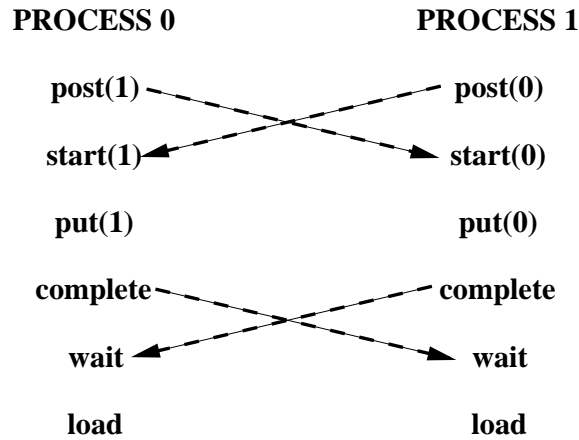 PROCESS 0 PROCESS 1
post(1) post(0)
start(1) start(0)
put(1) put(0)
complete complete
wait wait
load load